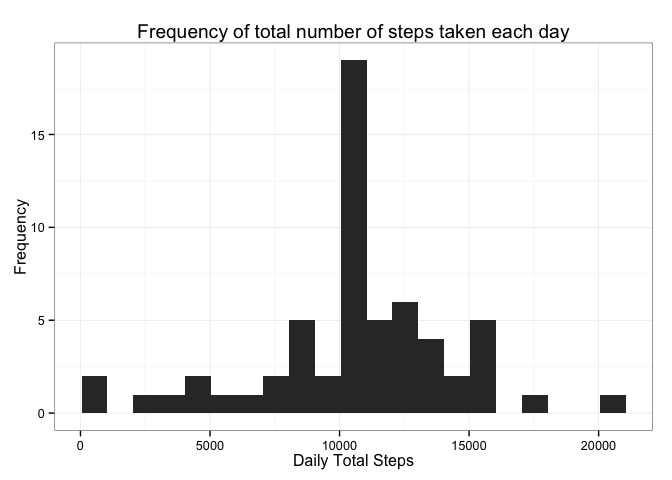 Frequency of total number of steps taken each day
Frequency
15
10
5
0
0 5000 10000 15000 20000
Daily Total Steps